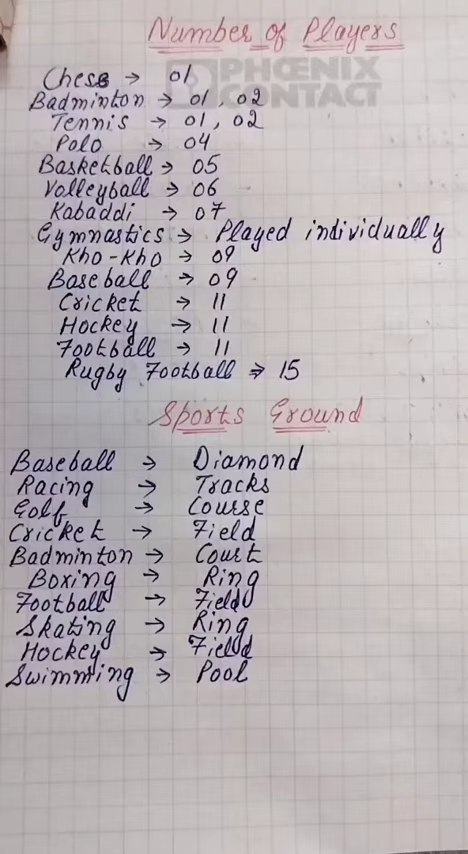 Number of Players
PHŒNIX
CONTACT
Chess → 01
Badminton → 01, 02
Tennis → 01, 02
Polo → 04
Basketball → 05
Volleyball → 06
Kabaddi → 07
Gymnastics → Played individually
Kho-Kho → 09
Baseball → 09
Cricket → 11
Hockey → 11
Football → 11
Rugby Football → 15
Sports Ground
Baseball → Diamond
Racing → Tracks
Golf → Course
Cricket → Field
Badminton → Court
Boxing → Ring
Football → Field
Skating → Ring
Hockey → Field
Swimming → Pool